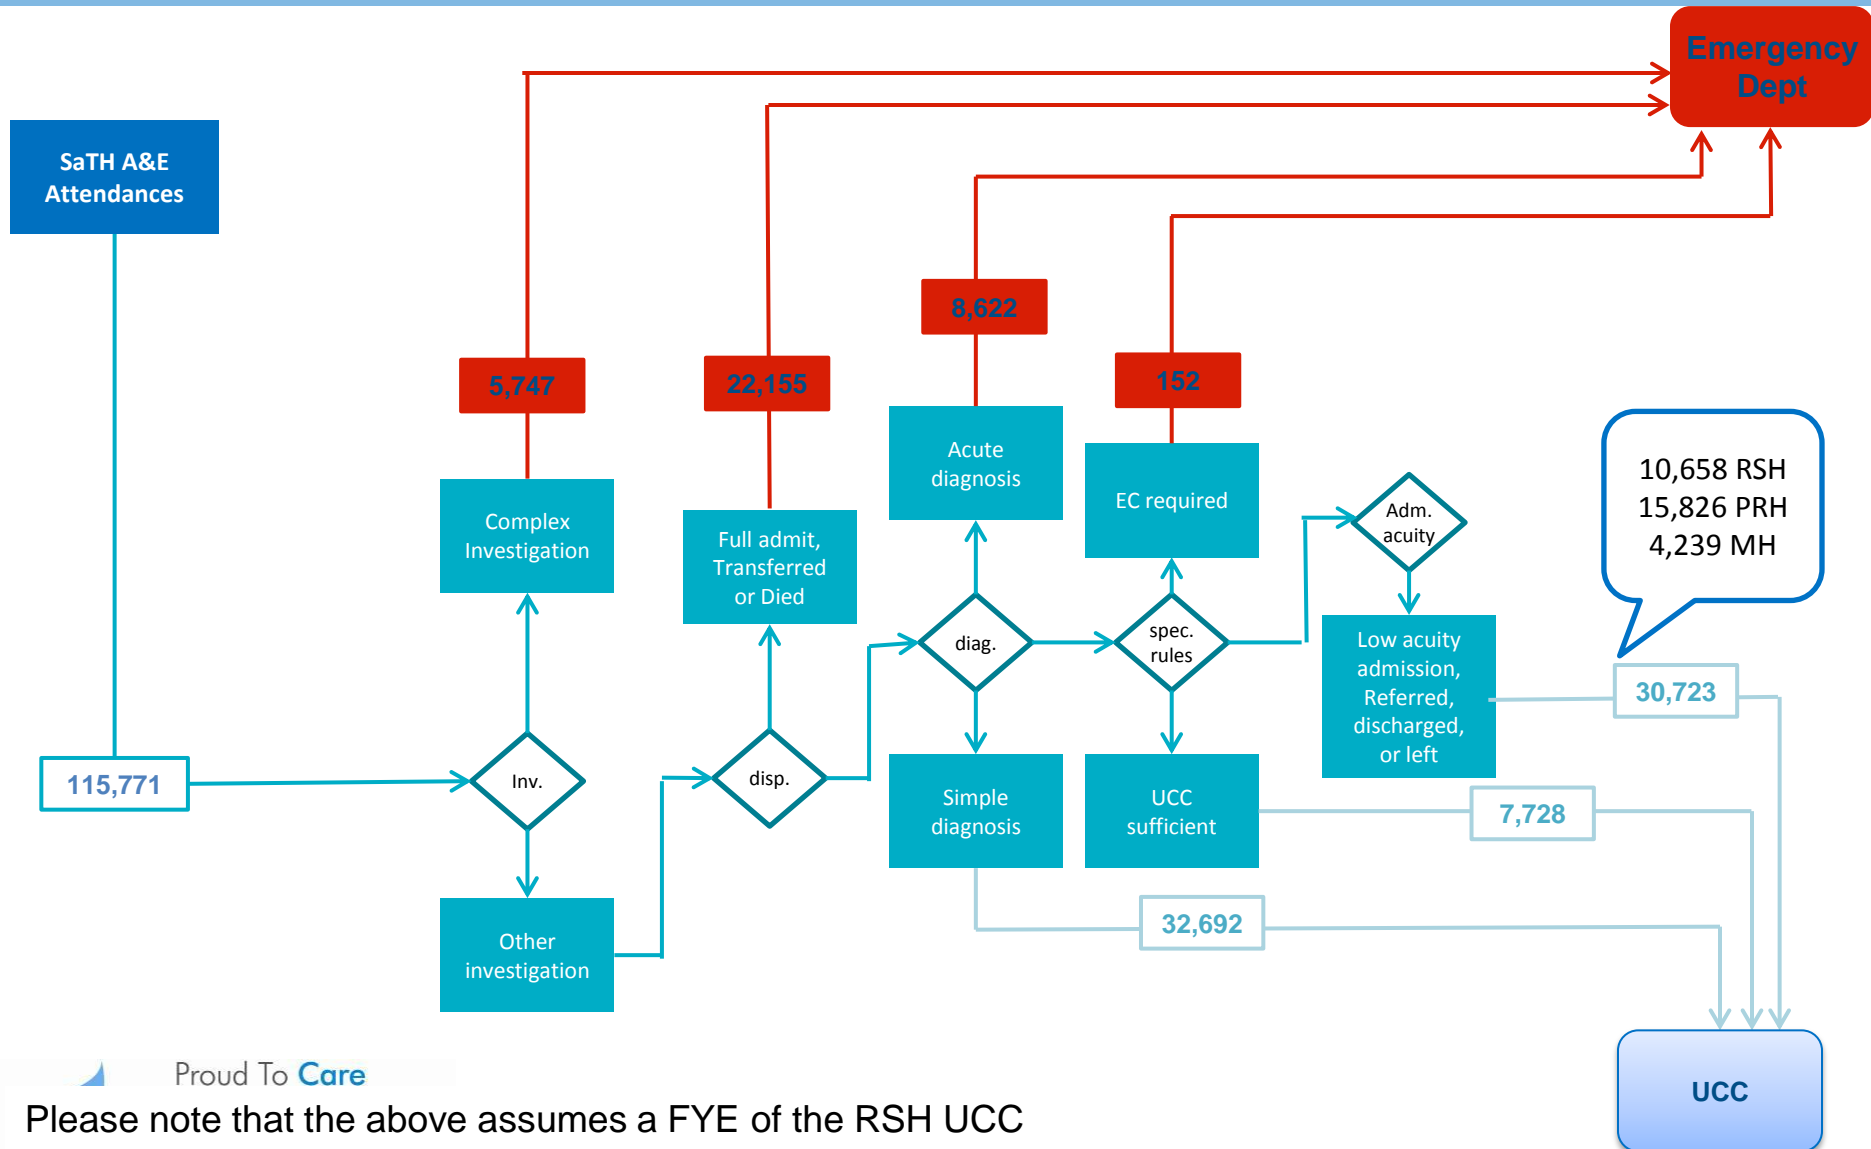 Emergency
Dept
SaTH A&E
Attendances
8,622
5,747
22,155
152
Acute
diagnosis
EC required
10,658 RSH
15,826 PRH
4,239 MH
Complex
Investigation
Full admit,
Transferred
or Died
Adm.
acuity
diag.
spec.
rules
Low acuity
admission,
Referred,
discharged,
or left
30,723
115,771
Inv.
disp.
Simple
diagnosis
UCC
sufficient
7,728
32,692
Other
investigation
Proud To Care
UCC
Please note that the above assumes a FYE of the RSH UCC